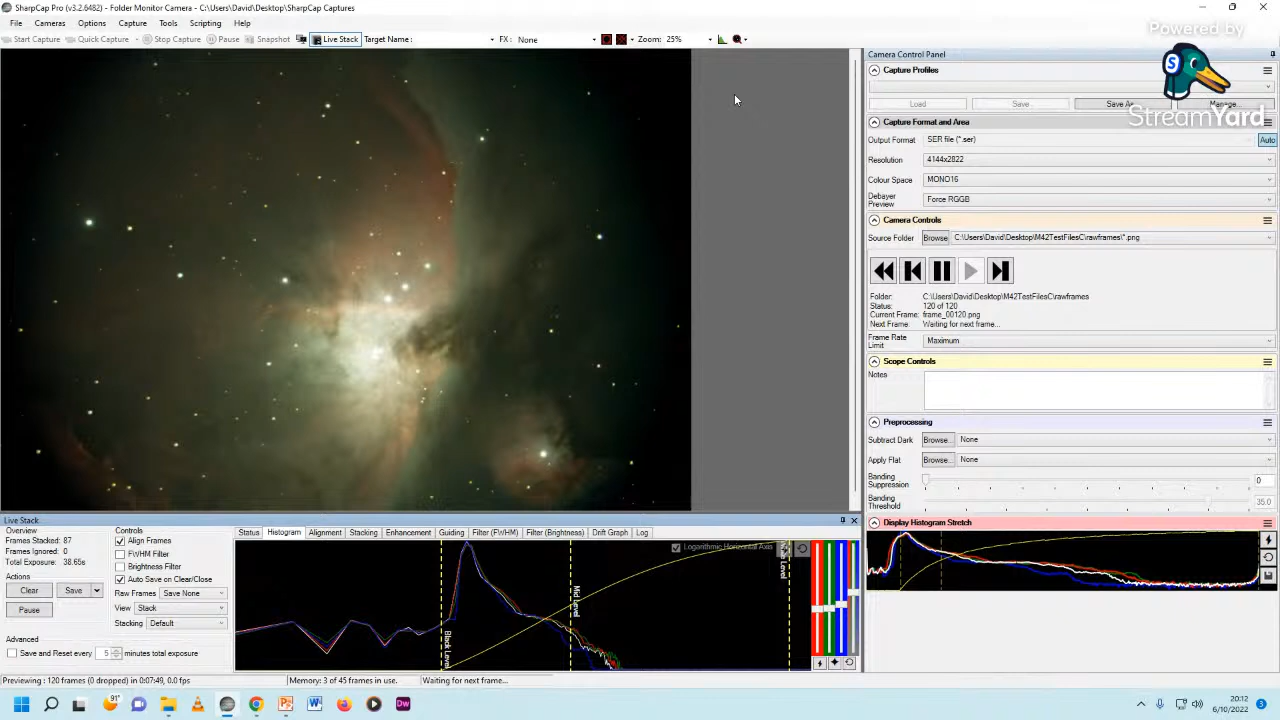 SharpCap Pro (v3.2.6482) - Folder Monitor Camera - C:\Users\David\Desktop\SharpCap Captures
File Cameras Options Capture Tools Scripting Help
Start Capture Quick Capture Stop Capture Pause Snapshot Live Stack Target Name: FX: None Zoom: 25%
Powered by
StreamYard
Camera Control Panel
Capture Profiles
Load Save Save As Manage...
Capture Format and Area
Output Format SER file (*.ser) Auto
Resolution 4144x2822
Colour Space MONO16
Debayer Preview Force RGGB
Camera Controls
Source Folder Browse C:\Users\David\Desktop\M42TestFilesC\rawframes\*.png
Folder: C:\Users\David\Desktop\M42TestFilesC\rawframes
Status: 120 of 120
Current Frame: frame_00120.png
Next Frame: Waiting for next frame...
Frame Rate Limit Maximum
Scope Controls
Notes
Preprocessing
Subtract Dark Browse... None
Apply Flat Browse... None
Banding Suppression 0
Banding Threshold 35.0
Display Histogram Stretch
Live Stack
Overview
Frames Stacked: 87
Frames Ignored: 0
Total Exposure: 38.65s
Actions
Clear Save
Pause
Controls
Align Frames
FWHM Filter
Brightness Filter
Auto Save on Clear/Close
Raw Frames Save None
View Stack
Stacking Default
Advanced
Save and Reset every 5 minutes total exposure
Status Histogram Alignment Stacking Enhancement Guiding Filter (FWHM) Filter (Brightness) Drift Graph Log
Logarithmic Horizontal Axis
Black Level
Mid Level
Level
Previewing : 120 frames (0 dropped) in 0:07:49, 0.0 fps Memory: 3 of 45 frames in use. Waiting for next frame...
91°
20:12
6/10/2022
3